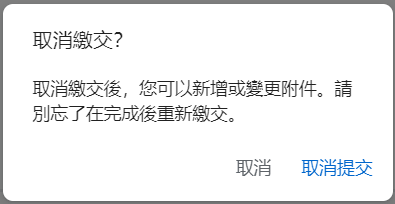 取消繳交?
取消繳交後，您可以新增或變更附件。請
別忘了在完成後重新繳交。
取消
取消提交